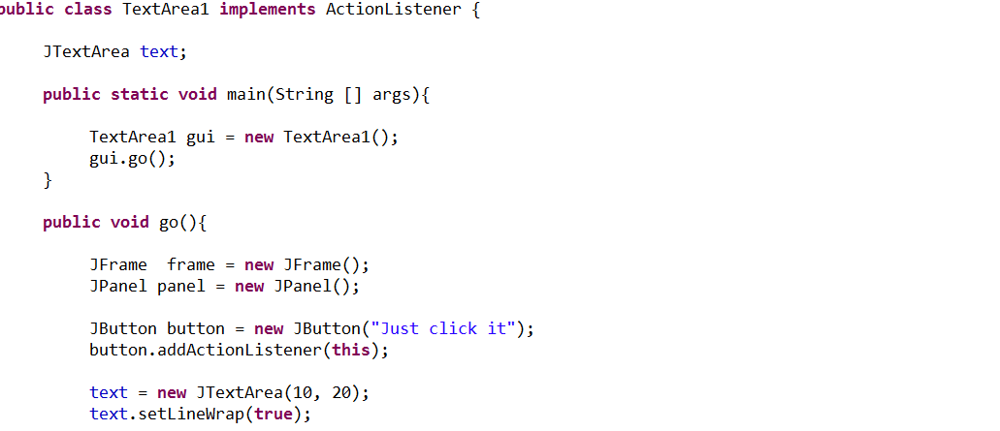 public class TextArea1 implements ActionListener {
JTextArea text;
public static void main(String [] args){
TextArea1 gui = new TextArea1();
gui.go();
}
public void go(){
JFrame  frame = new JFrame();
JPanel panel = new JPanel();
JButton button = new JButton("Just click it");
button.addActionListener(this);
text = new JTextArea(10, 20);
text.setLineWrap(true);